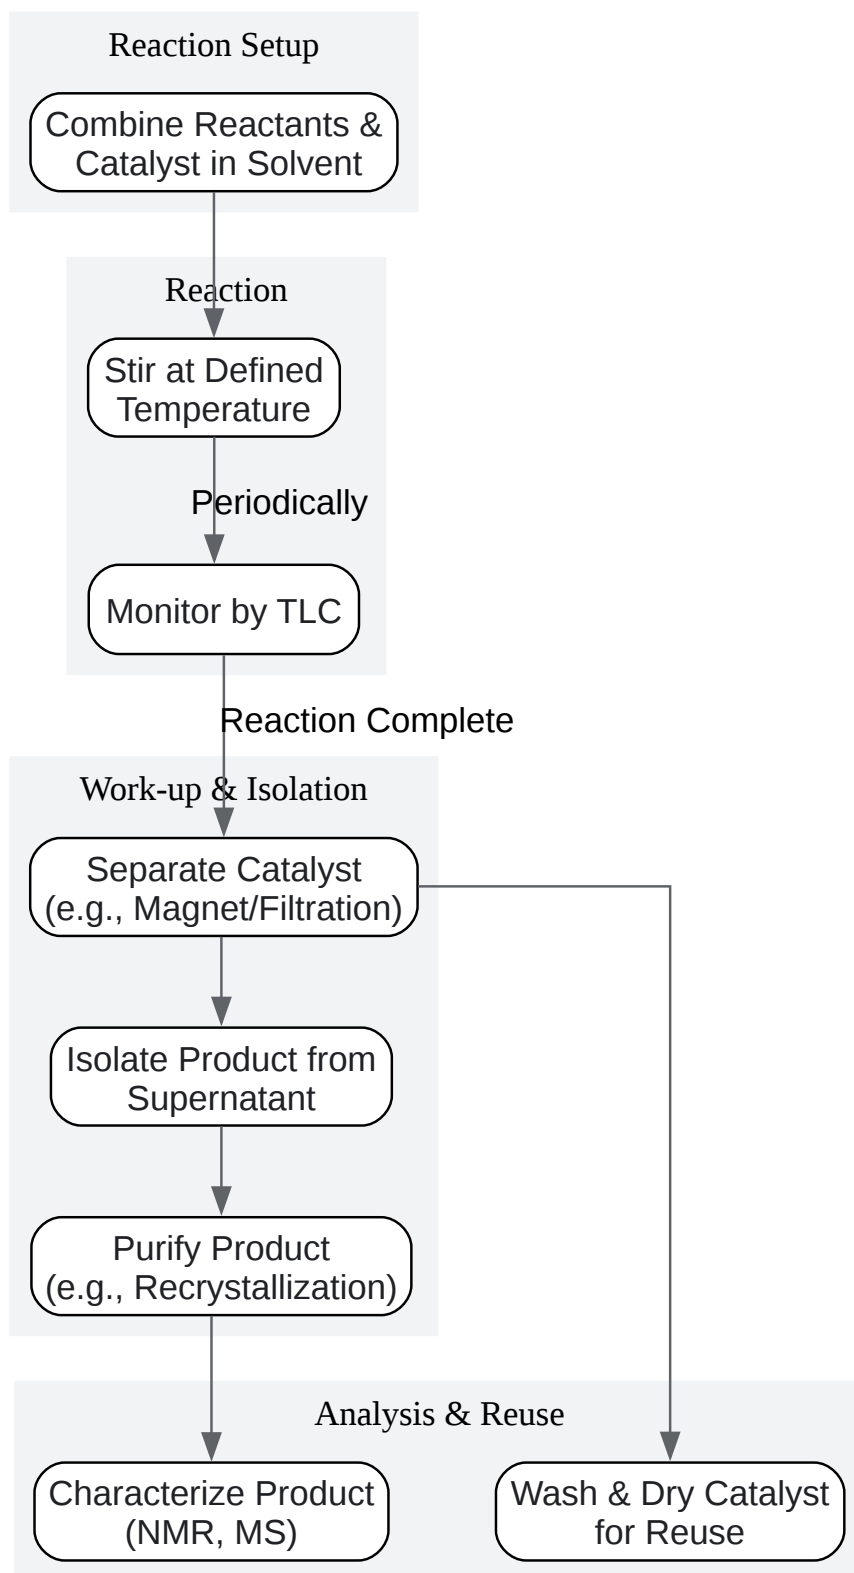 Reaction Setup
Combine Reactants &
Catalyst in Solvent
Reaction
Stir at Defined
Temperature
Periodically
Monitor by TLC
Reaction Complete
Work-up & Isolation
Separate Catalyst
(e.g., Magnet/Filtration)
Isolate Product from
Supernatant
Purify Product
(e.g., Recrystallization)
Analysis & Reuse
Characterize Product
(NMR, MS)
Wash & Dry Catalyst
for Reuse